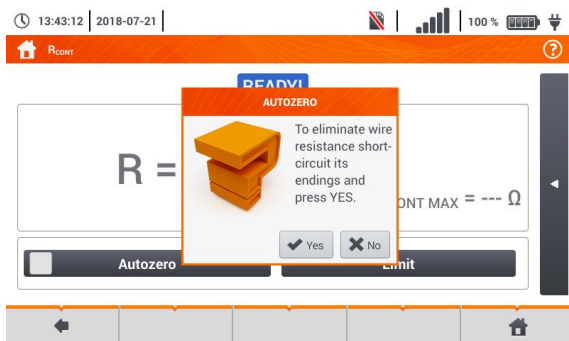 13:43:12 2018-07-21 100 %
RCONT
READY!
AUTOZERO
To eliminate wire
resistance short-
circuit its
endings and
press YES.
R =
CONT MAX = --- Ω
Yes No
Autozero Limit